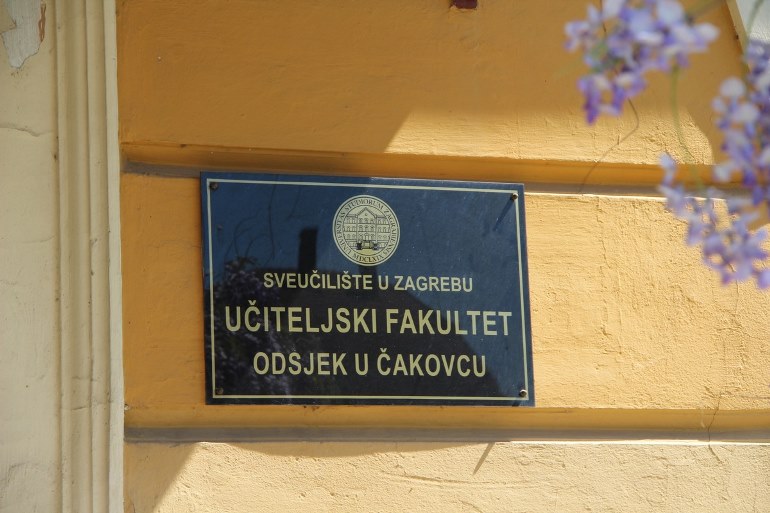 SVEUČILIŠTE U ZAGREBU
UČITELJSKI FAKULTET
ODSJEK U ČAKOVCU